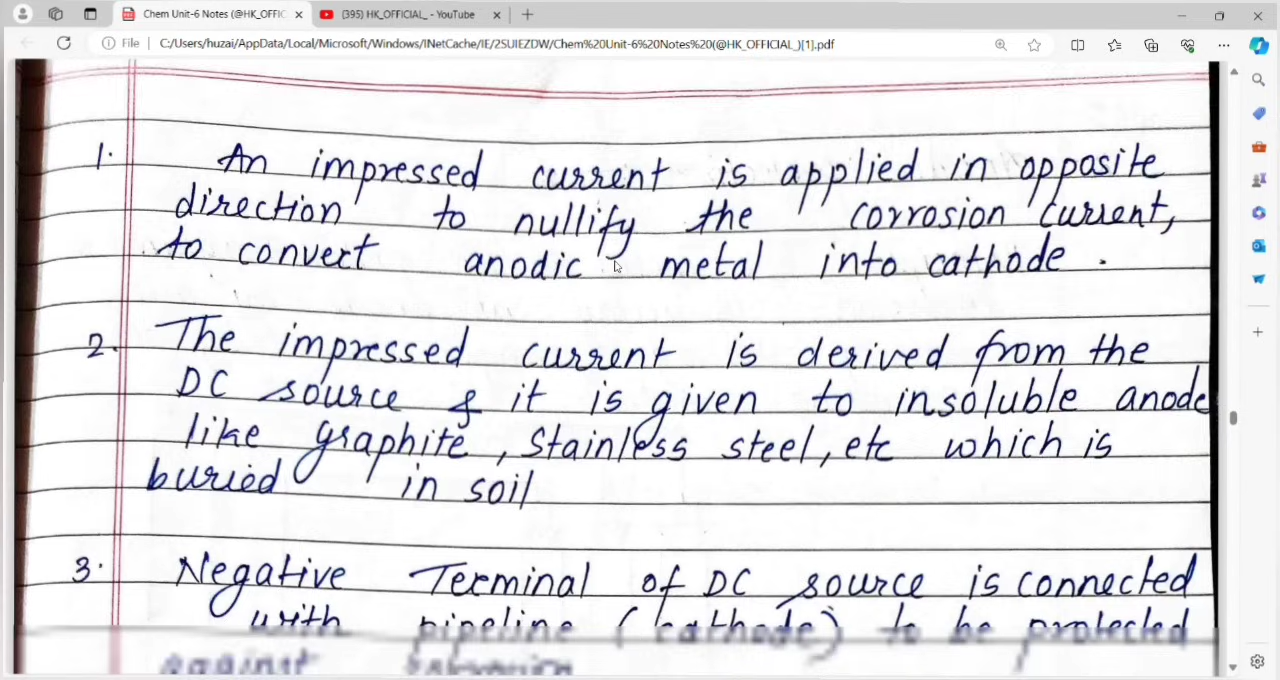 Chem Unit-6 Notes (@HK_OFFIC
(395) HK_OFFICIAL_ - YouTube
File
C:/Users/huzai/AppData/Local/Microsoft/Windows/INetCache/IE/2SUIEZDW/Chem%20Unit-6%20Notes%20(@HK_OFFICIAL_)[1].pdf
1. An impressed current is applied in opposite
direction to nullify the corrosion current,
to convert anodic metal into cathode.
2. The impressed current is derived from the
DC source & it is given to insoluble anode
like graphite, stainless steel, etc which is
buried in soil
3. Negative Terminal of DC source is connected
with pipeline (cathode) to be protected
against